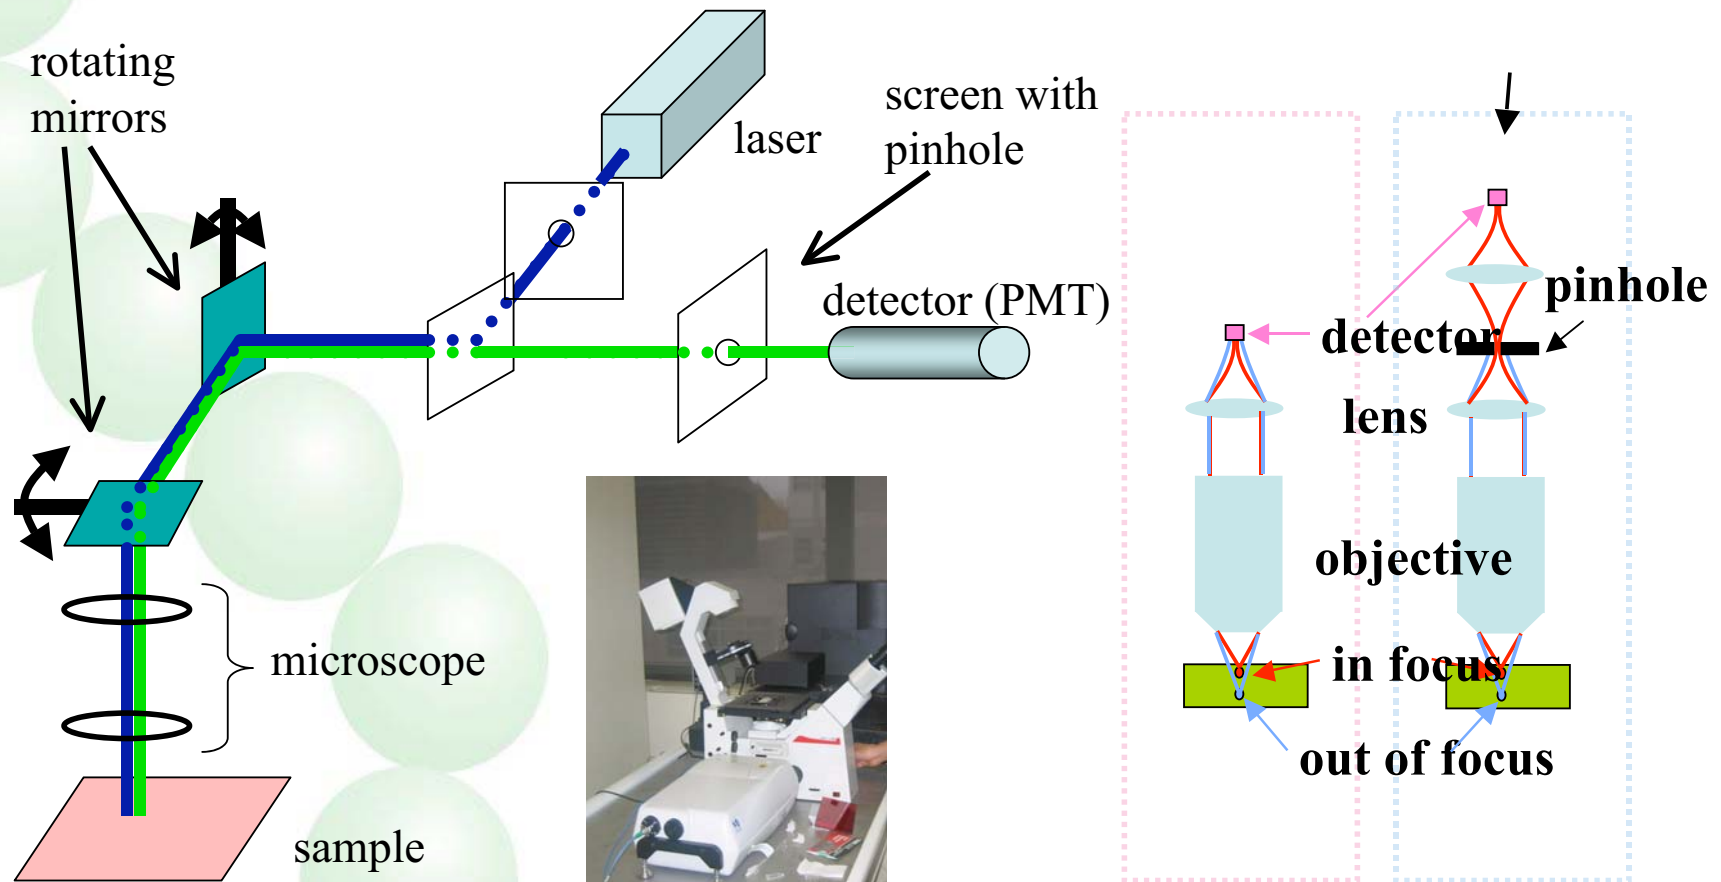 rotating
mirrors
laser
screen with
pinhole
detector (PMT)
microscope
sample
pinhole
detector
lens
objective
in focus
out of focus